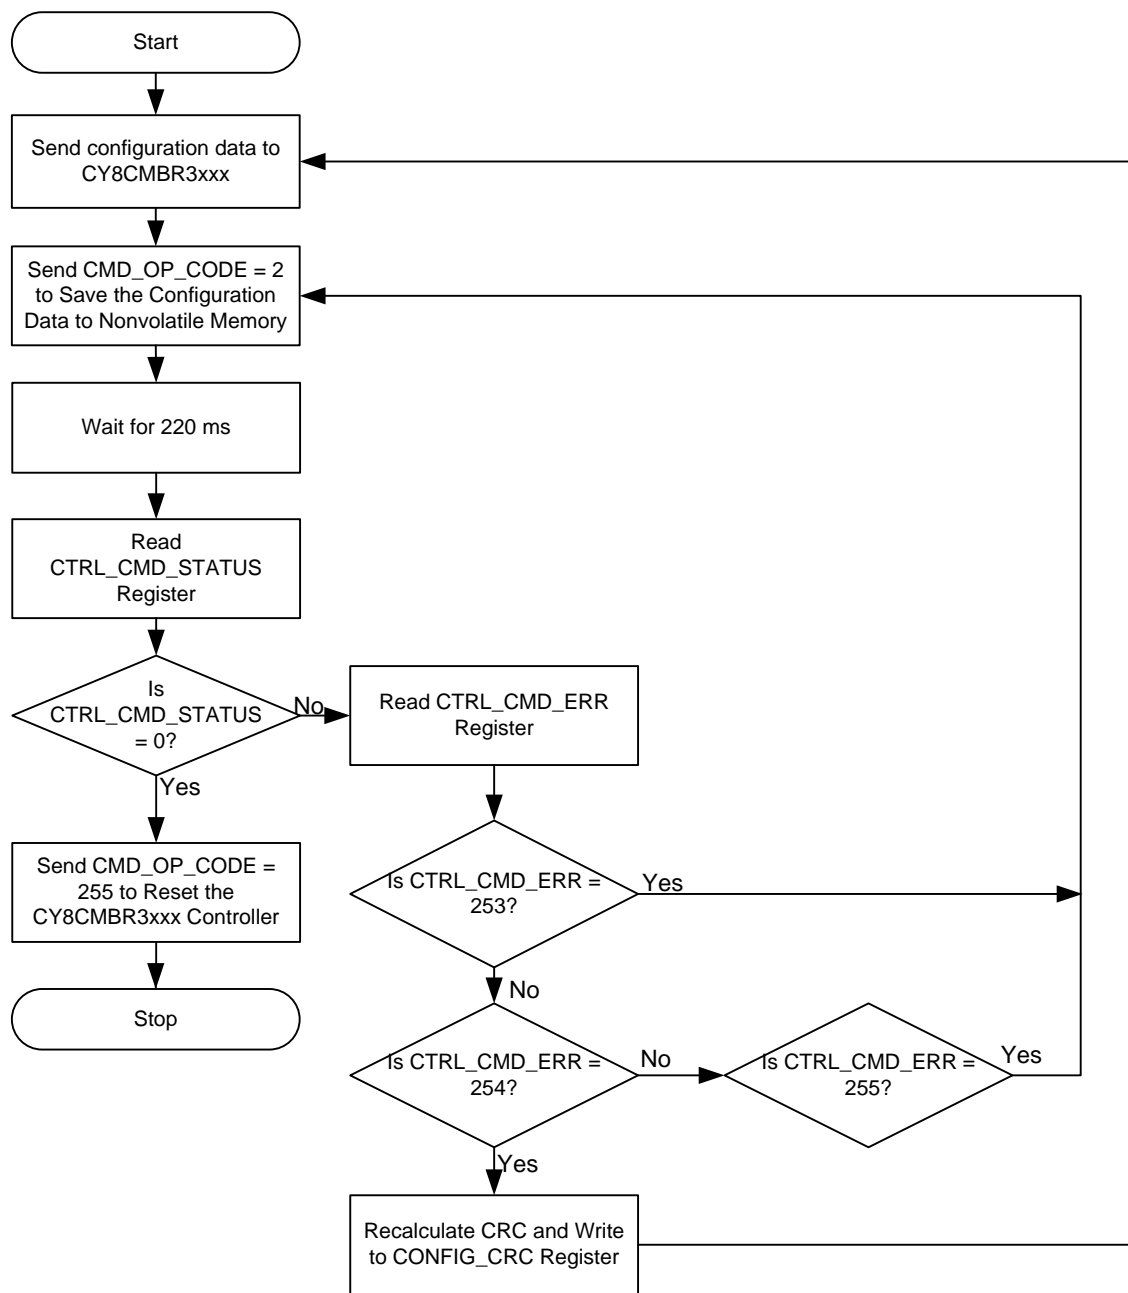 Start
Send configuration data to
CY8CMBR3xxx
Send CMD_OP_CODE = 2
to Save the Configuration
Data to Nonvolatile Memory
Wait for 220 ms
Read
CTRL_CMD_STATUS
Register
Is
CTRL_CMD_STATUS
= 0?
No
Read CTRL_CMD_ERR
Register
Yes
Send CMD_OP_CODE =
255 to Reset the
CY8CMBR3xxx Controller
Stop
Is CTRL_CMD_ERR =
253?
Yes
No
Is CTRL_CMD_ERR =
254?
No
Is CTRL_CMD_ERR =
255?
Yes
Yes
Recalculate CRC and Write
to CONFIG_CRC Register